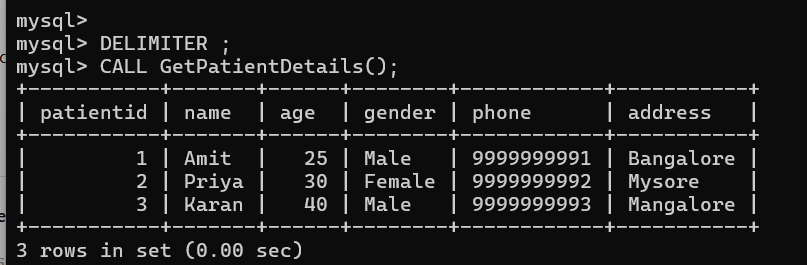 mysql>
mysql> DELIMITER ;
mysql> CALL GetPatientDetails();
+-----------+-------+------+--------+------------+-----------+
| patientid | name  | age  | gender | phone      | address   |
+-----------+-------+------+--------+------------+-----------+
|         1 | Amit  |   25 | Male   | 9999999991 | Bangalore |
|         2 | Priya |   30 | Female | 9999999992 | Mysore    |
|         3 | Karan |   40 | Male   | 9999999993 | Mangalore |
+-----------+-------+------+--------+------------+-----------+
3 rows in set (0.00 sec)